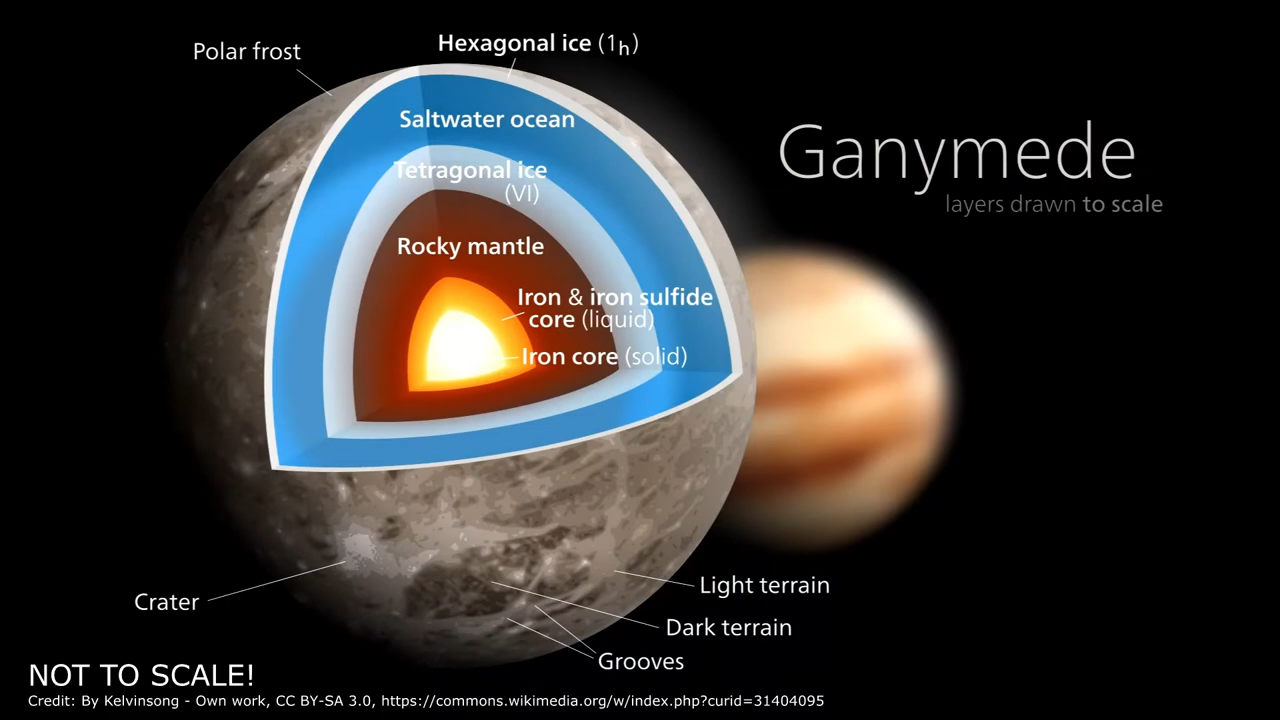 Polar frost
Hexagonal ice (1h)
Saltwater ocean
Tetragonal ice
(VI)
Rocky mantle
Iron & iron sulfide
core (liquid)
Iron core (solid)
Ganymede
layers drawn to scale
Crater
Light terrain
Dark terrain
Grooves
NOT TO SCALE!
Credit: By Kelvinsong - Own work, CC BY-SA 3.0, https://commons.wikimedia.org/w/index.php?curid=31404095